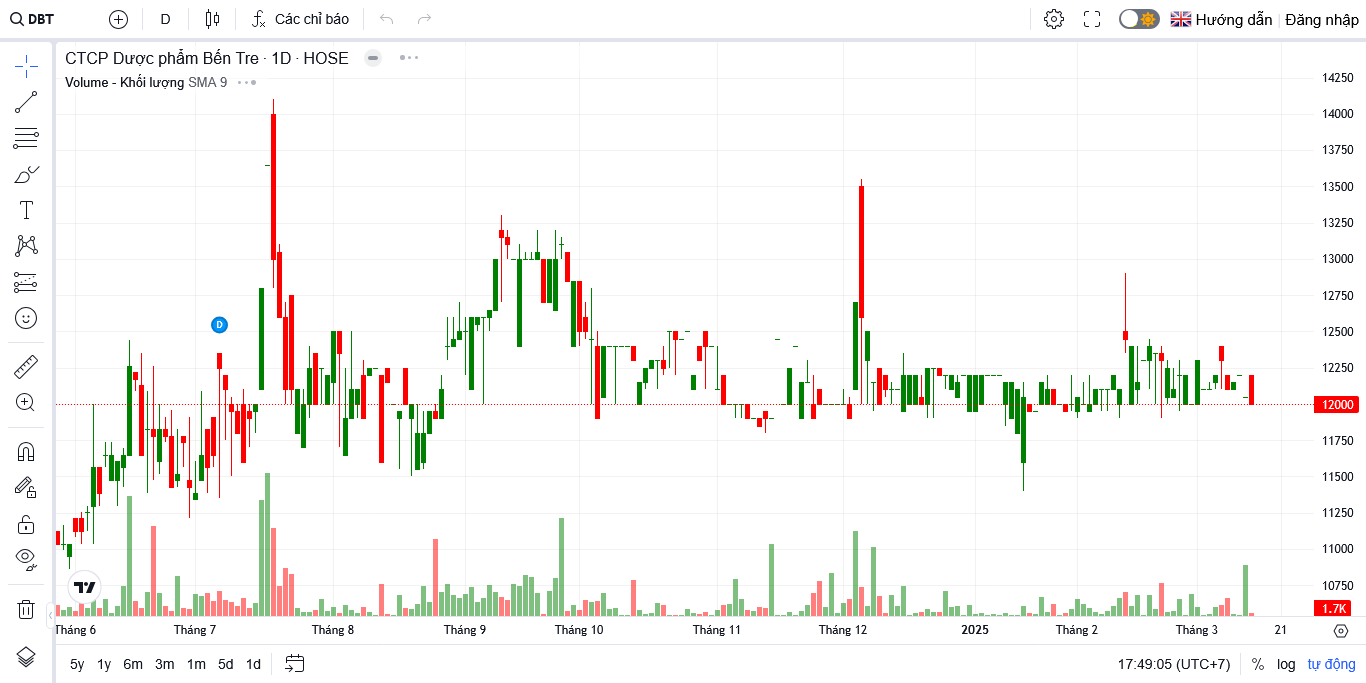 DBT D Các chỉ báo Hướng dẫn Đăng nhập
CTCP Dược phẩm Bến Tre · 1D · HOSE
Volume - Khối lượng SMA 9
14250
14000
13750
13500
13250
13000
12750
12500
12250
12000
11750
11500
11250
11000
10750
1.7K
D
Tháng 6 Tháng 7 Tháng 8 Tháng 9 Tháng 10 Tháng 11 Tháng 12 2025 Tháng 2 Tháng 3 21
5y 1y 6m 3m 1m 5d 1d 17:49:05 (UTC+7) % log tự động